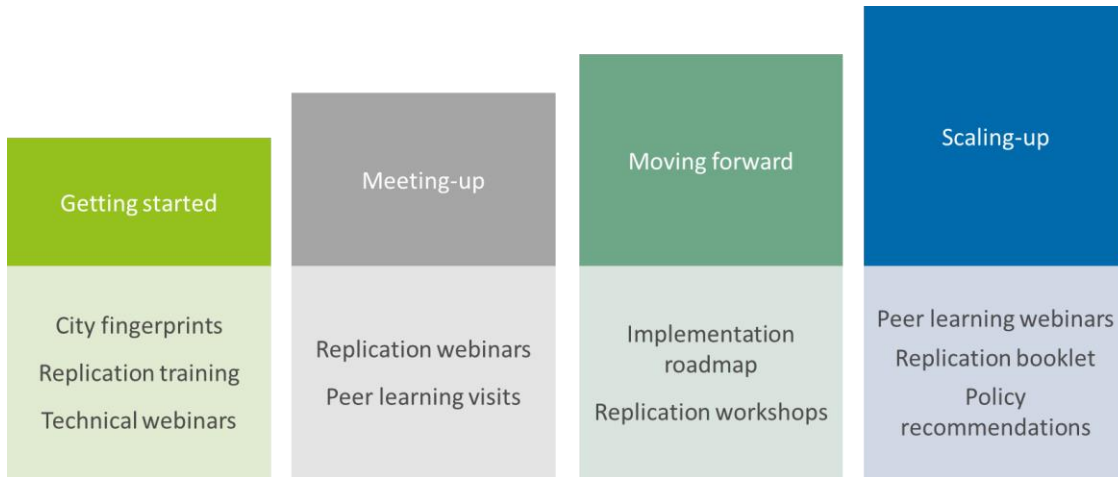 Getting started
City fingerprints
Replication training
Technical webinars
Meeting-up
Replication webinars
Peer learning visits
Moving forward
Implementation
roadmap
Replication workshops
Scaling-up
Peer learning webinars
Replication booklet
Policy
recommendations